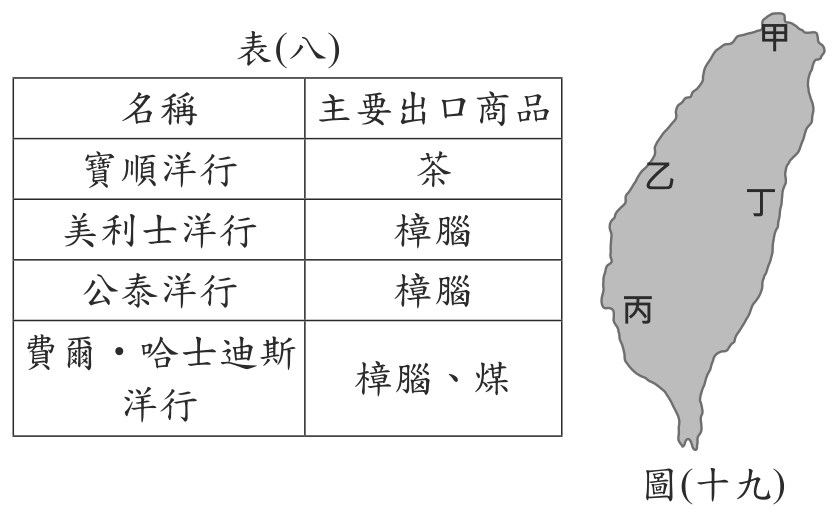 表(八)
名稱 主要出口商品
寶順洋行 茶
美利士洋行 樟腦
公泰洋行 樟腦
費爾・哈士迪斯
洋行 樟腦、煤
甲
乙
丁
丙
圖(十九)